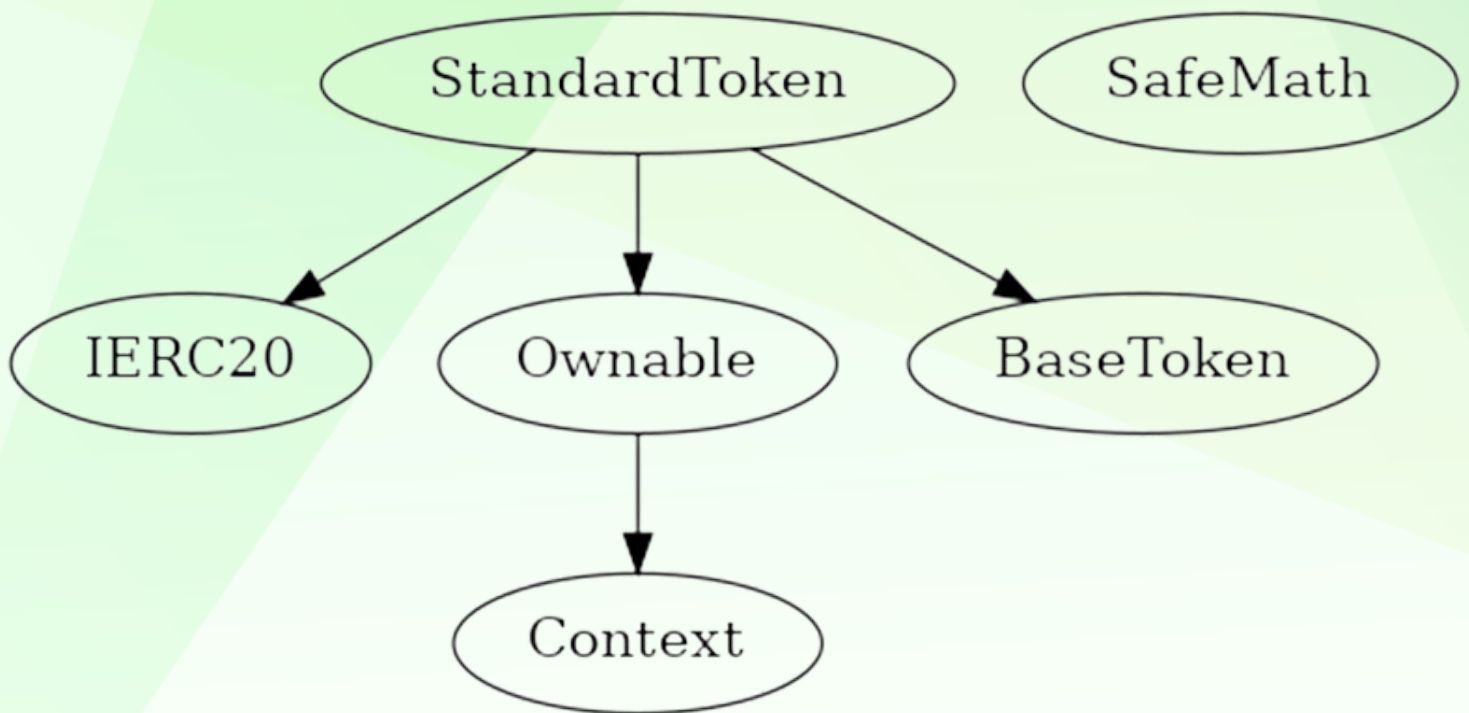 StandardToken
SafeMath
IERC20
Ownable
BaseToken
Context